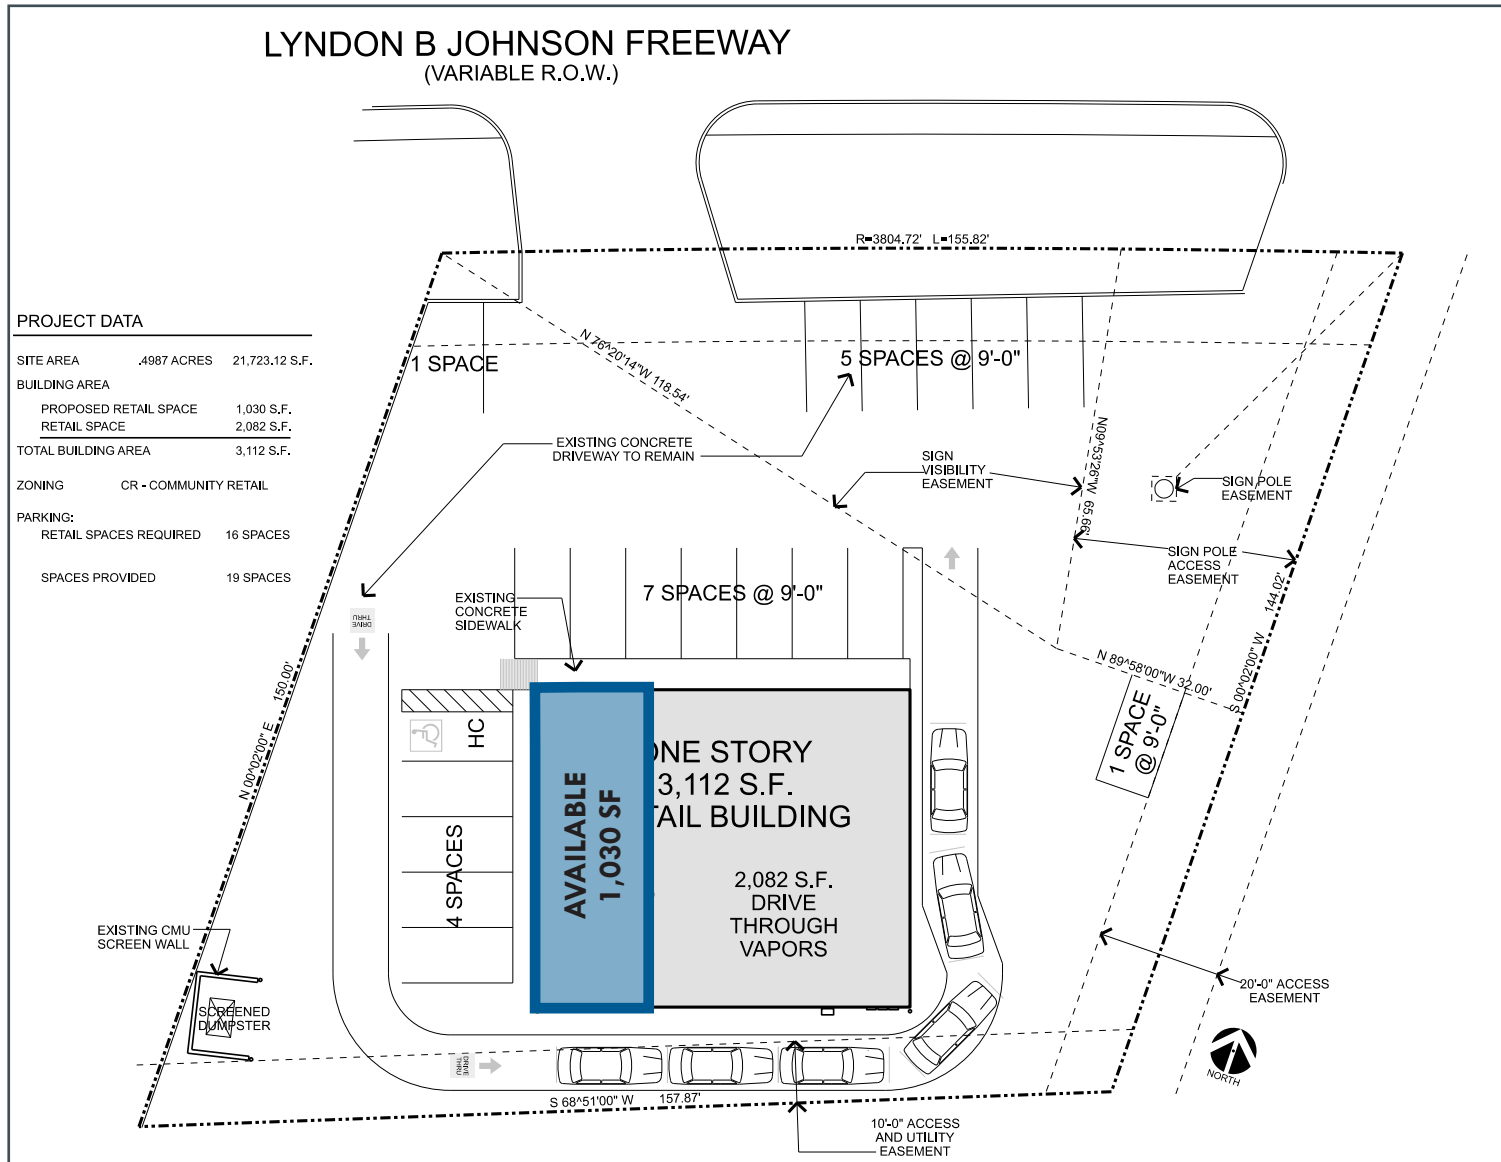 LYNDON B JOHNSON FREEWAY
(VARIABLE R.O.W.)
R=3804.72' L=155.82'
PROJECT DATA
SITE AREA .4987 ACRES 21,723.12 S.F.
BUILDING AREA
PROPOSED RETAIL SPACE 1,030 S.F.
RETAIL SPACE 2,082 S.F.
TOTAL BUILDING AREA 3,112 S.F.
ZONING CR - COMMUNITY RETAIL
PARKING:
RETAIL SPACES REQUIRED 16 SPACES
SPACES PROVIDED 19 SPACES
1 SPACE
N 76^20'14"W 118.54'
5 SPACES @ 9'-0"
EXISTING CONCRETE
DRIVEWAY TO REMAIN
SIGN
VISIBILITY
EASEMENT
N09^53'26"W 65.66'
SIGN POLE
EASEMENT
SIGN POLE
ACCESS
EASEMENT
S 00^02'00" W 144.02'
7 SPACES @ 9'-0"
EXISTING
CONCRETE
SIDEWALK
DRIVE
THRU
N 89^58'00"W 32.00'
1 SPACE
@ 9'-0"
N 00^02'00" E 150.00'
HC
4 SPACES
AVAILABLE
1,030 SF
ONE STORY
3,112 S.F.
TAIL BUILDING
2,082 S.F.
DRIVE
THROUGH
VAPORS
EXISTING CMU
SCREEN WALL
SCREENED
DUMPSTER
DRIVE
THRU
20'-0" ACCESS
EASEMENT
NORTH
S 68^51'00" W 157.87'
10'-0" ACCESS
AND UTILITY
EASEMENT